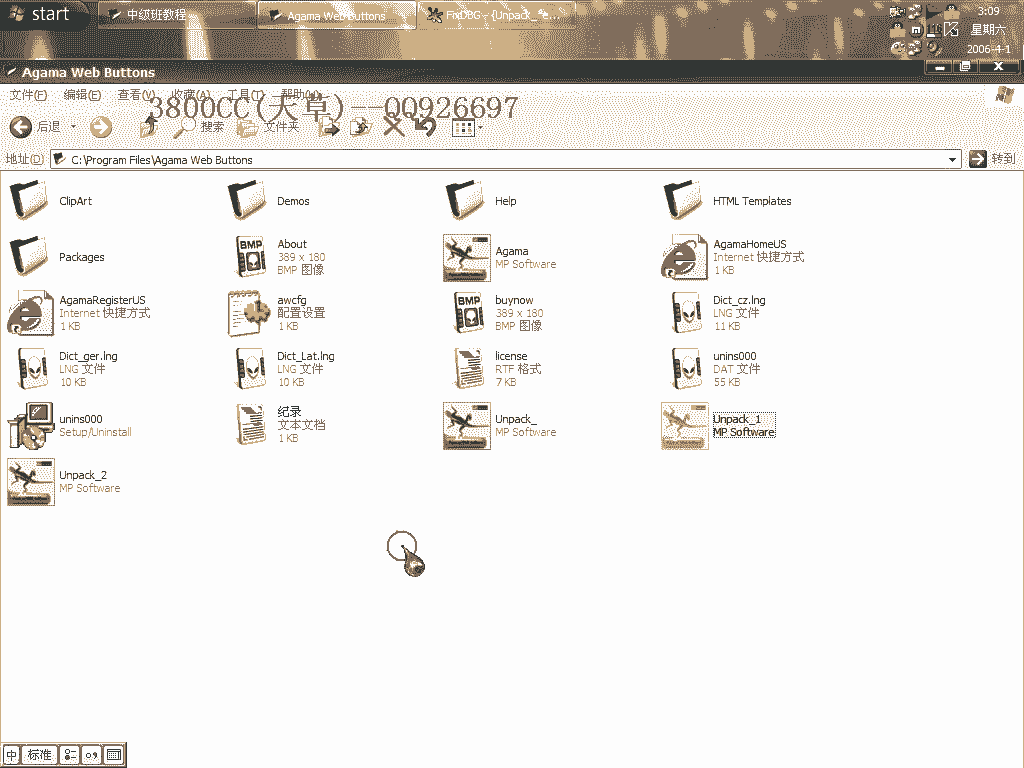 start
中级班教程
Agama Web Buttons
FixDBG - {Unpack_*e...
3:09
星期六
2006-4-1
Agama Web Buttons
文件(F) 编辑(E) 查看(V) 收藏(A) 工具(T) 帮助(H)
3800CC(天草)--QQ926697
后退 搜索 文件夹
地址(D) C:\Program Files\Agama Web Buttons 转到
ClipArt
Demos
Help
HTML Templates
Packages
About
389 x 180
BMP 图像
Agama
MP Software
AgamaHomeUS
Internet 快捷方式
1 KB
AgamaRegisterUS
Internet 快捷方式
1 KB
awcfg
配置设置
1 KB
buynow
389 x 180
BMP 图像
Dict_cz.lng
LNG 文件
11 KB
Dict_ger.lng
LNG 文件
10 KB
Dict_Lat.lng
LNG 文件
10 KB
license
RTF 格式
7 KB
unins000
DAT 文件
55 KB
unins000
Setup/Uninstall
纪录
文本文档
1 KB
Unpack_
MP Software
Unpack_1
MP Software
Unpack_2
MP Software
中 标准